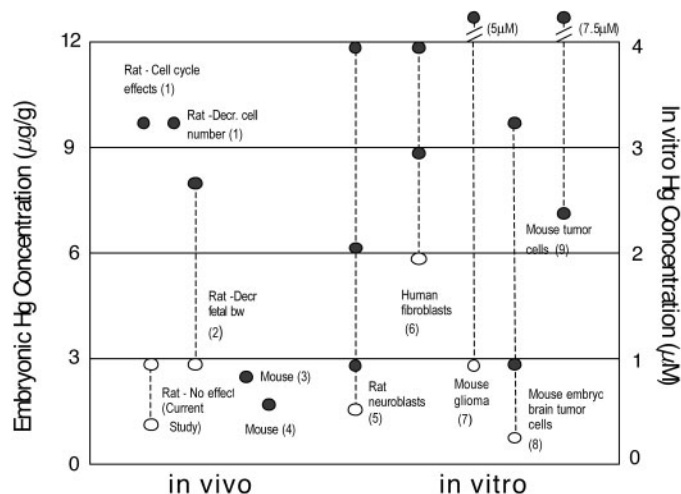 (5μM)
(7.5μM)
12
4
Rat - Cell cycle
effects (1)
Rat -Decr. cell
number (1)
9
3
Embryonic Hg Concentration (μg/g)
In vitro Hg Concentration (μM)
Mouse tumor
cells (9)
6
2
Rat -Decr
fetal bw
(2)
Human
fibroblasts
(6)
3
1
Rat - No effect
(Current
Study)
Mouse (3)
Mouse (4)
Rat
neuroblasts
(5)
Mouse
glioma
(7)
Mouse embryc
brain tumor
cells
(8)
0
0
in vivo
in vitro